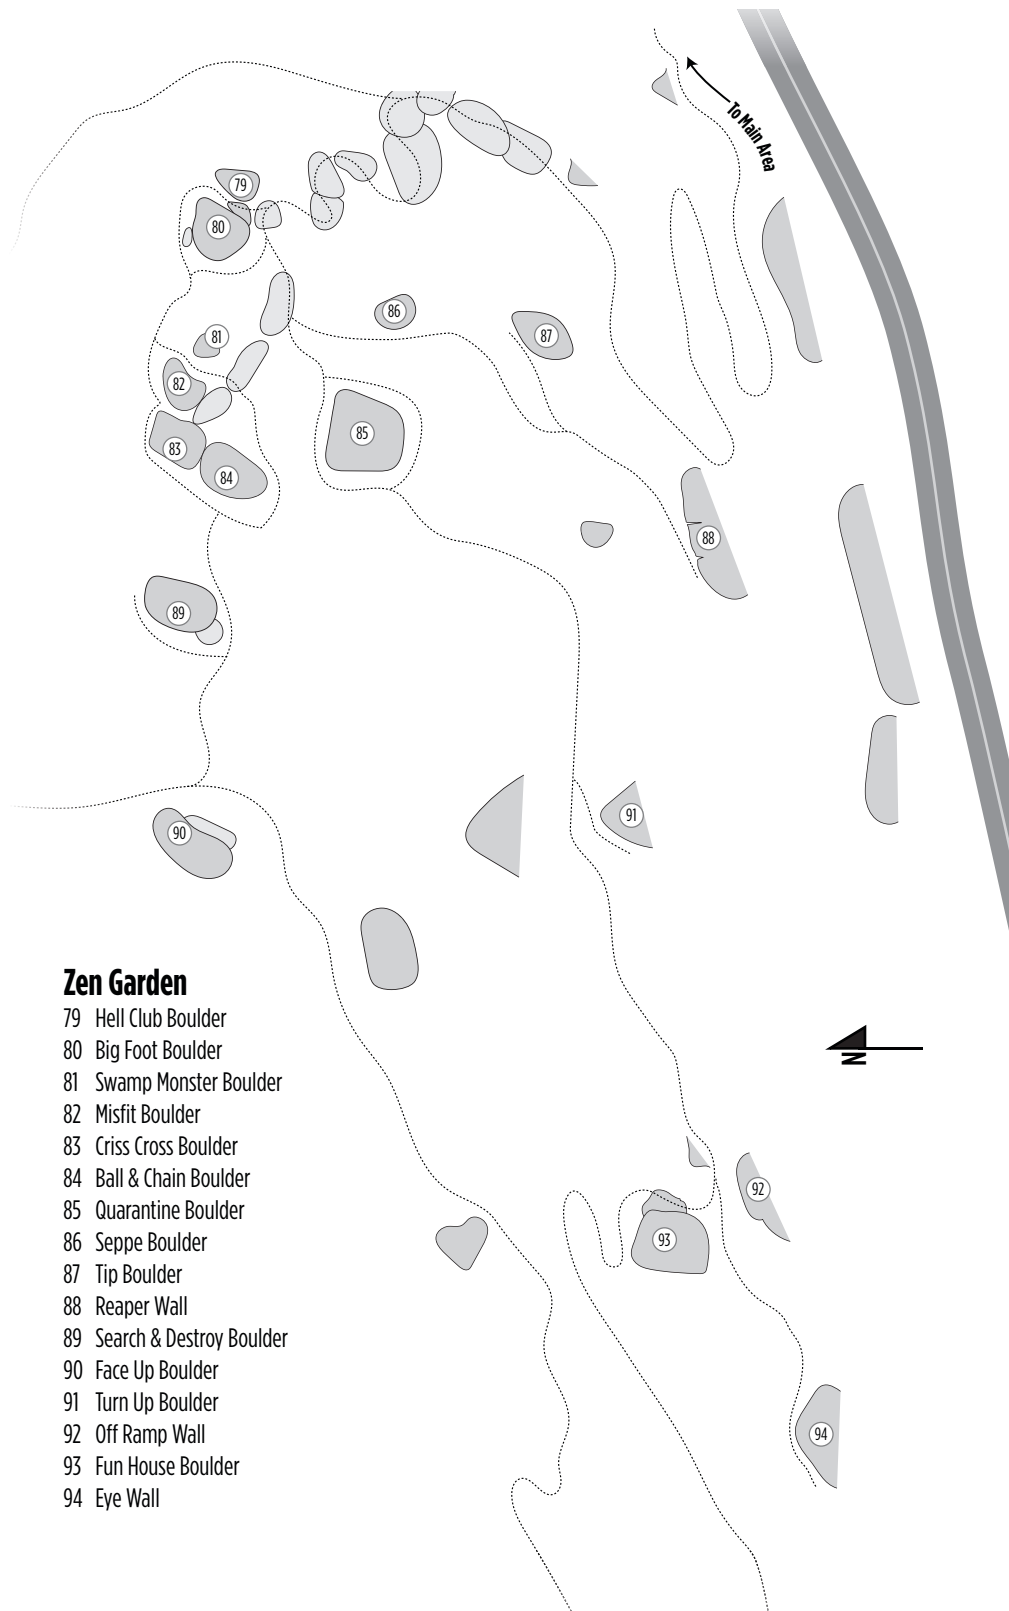 To Main Area
79
80
81
86
87
82
85
83
84
88
89
91
90
Zen Garden
79 Hell Club Boulder
80 Big Foot Boulder
81 Swamp Monster Boulder
82 Misfit Boulder
83 Criss Cross Boulder
84 Ball & Chain Boulder
85 Quarantine Boulder
86 Seppe Boulder
87 Tip Boulder
88 Reaper Wall
89 Search & Destroy Boulder
90 Face Up Boulder
91 Turn Up Boulder
92 Off Ramp Wall
93 Fun House Boulder
94 Eye Wall
N
92
93
94